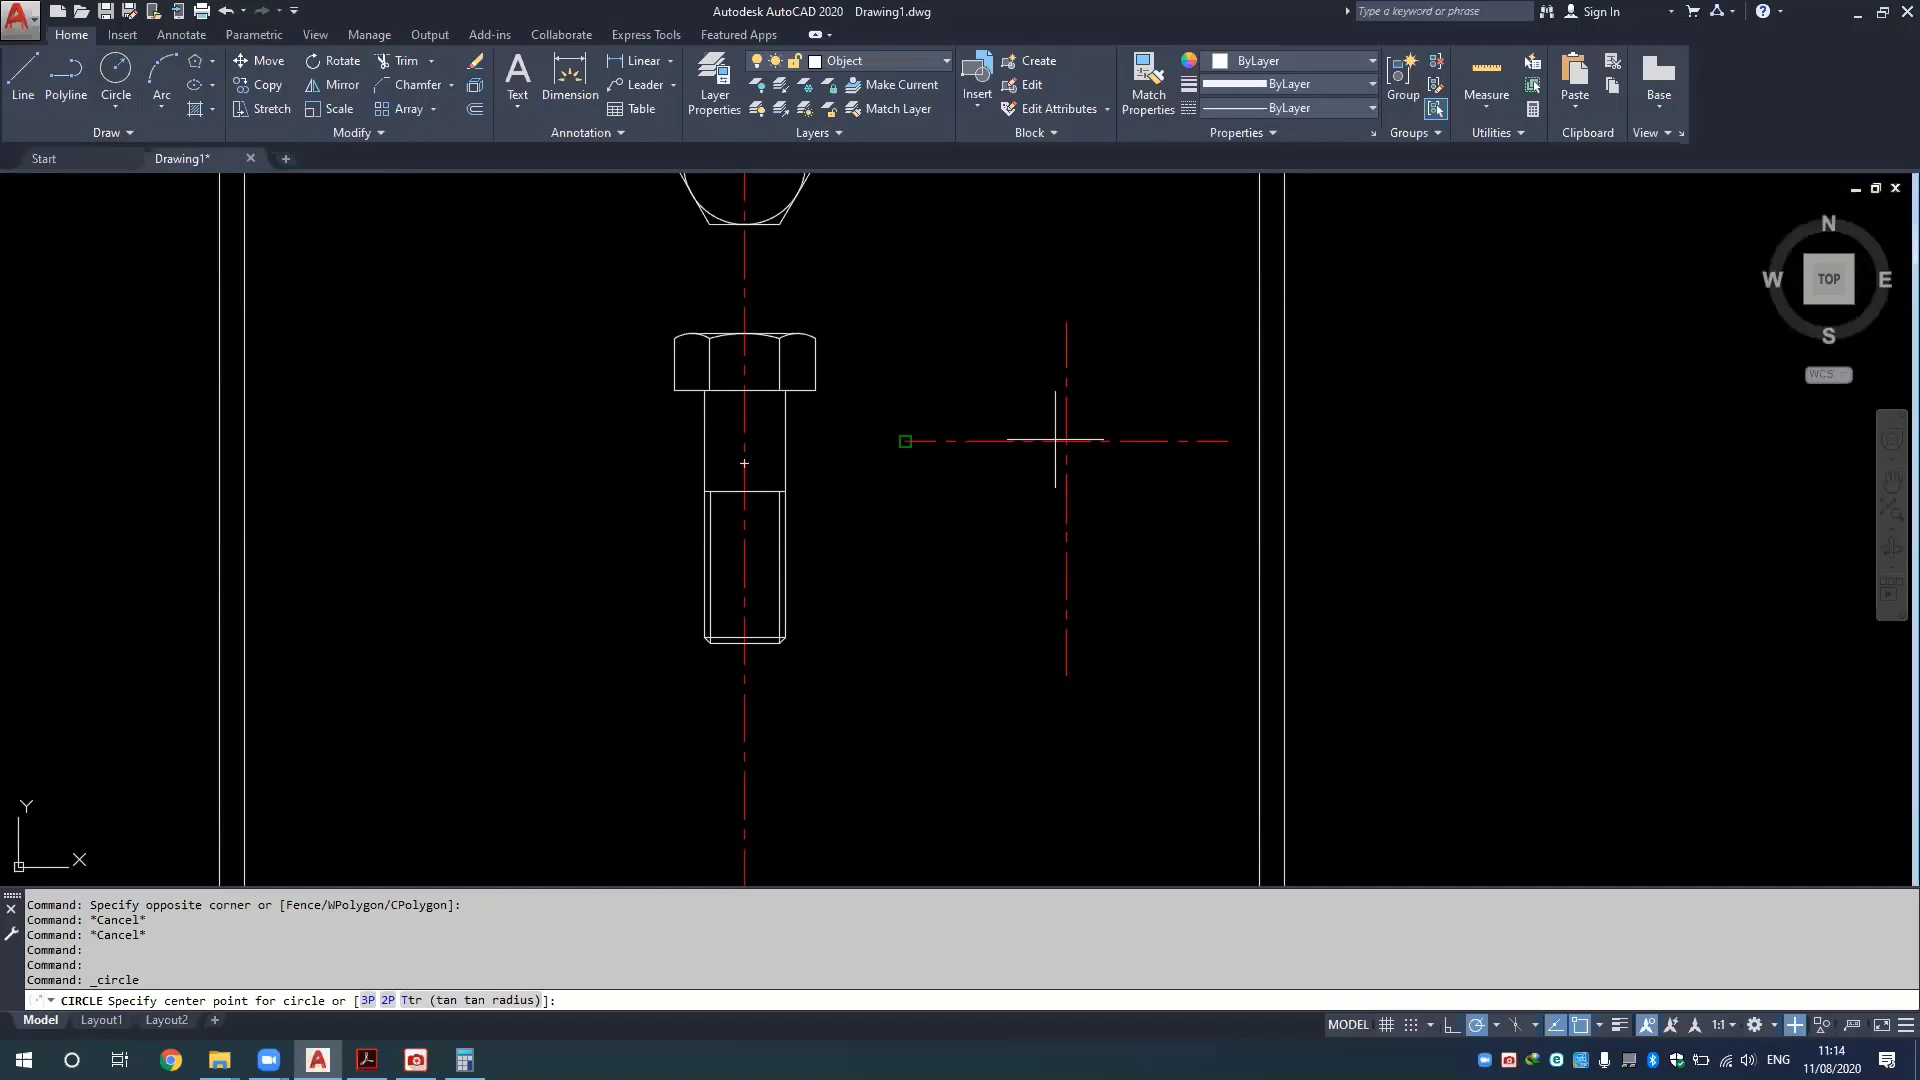 Autodesk AutoCAD 2020 Drawing1.dwg
Type a keyword or phrase
Sign In
Home Insert Annotate Parametric View Manage Output Add-ins Collaborate Express Tools Featured Apps
Line Polyline Circle Arc
Draw
Move Rotate Trim
Copy Mirror Chamfer
Stretch Scale Array
Modify
Text Dimension
Linear
Leader
Table
Annotation
Layer Properties
Object
Make Current
Match Layer
Layers
Insert
Create
Edit
Edit Attributes
Block
Match Properties
ByLayer
ByLayer
ByLayer
Properties
Group
Groups
Measure
Utilities
Paste
Clipboard
Base
View
Start Drawing1*
N
W TOP E
S
WCS
Y
X
Command: Specify opposite corner or [Fence/WPolygon/CPolygon]:
Command: *Cancel*
Command: *Cancel*
Command:
Command:
Command: _circle
CIRCLE Specify center point for circle or [3P 2P Ttr (tan tan radius)]:
Model Layout1 Layout2
MODEL 1:1
ENG 11:14
11/08/2020